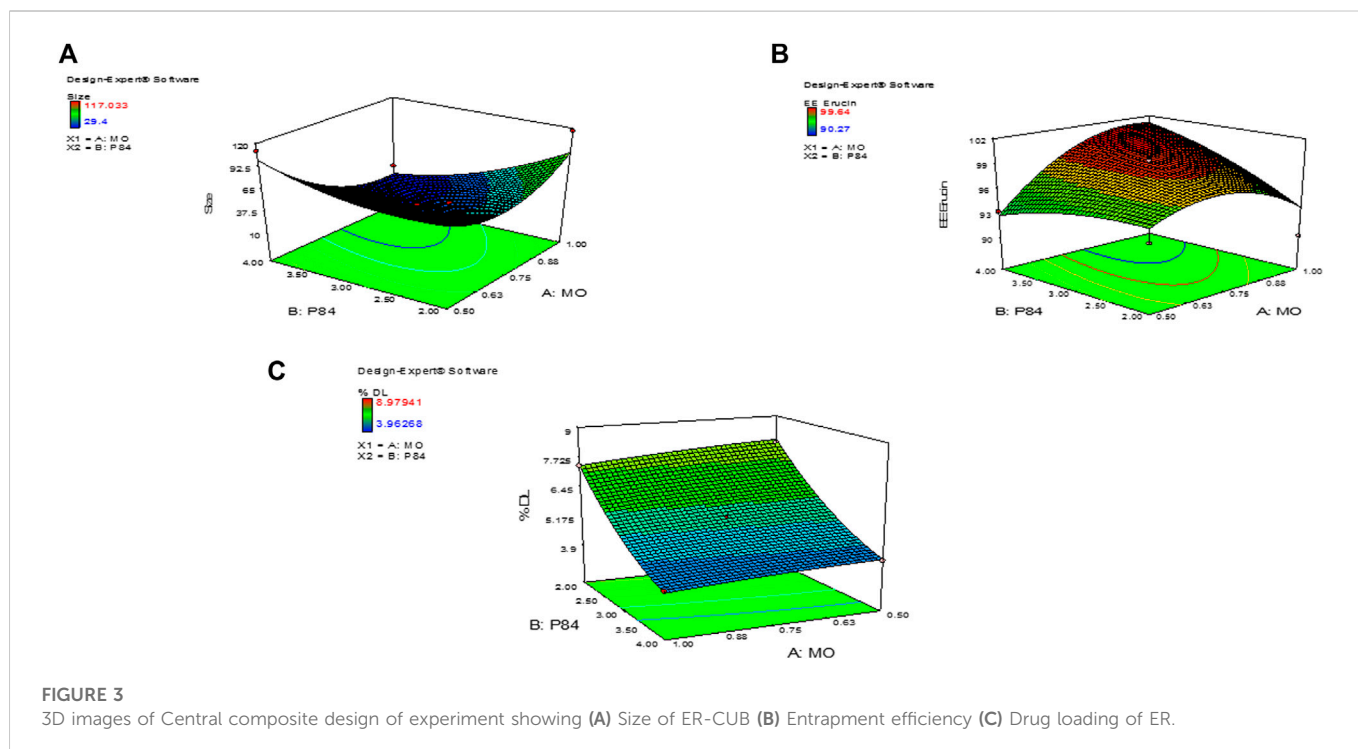 A
Design-Expert® Software
Size
117.033
29.4
X1 = A: MO
X2 = B: P84
120
92.5
65
37.5
10
Size
4.00
3.50
3.00
2.50
2.00
B: P84
1.00
0.88
0.75
0.63
0.50
A: MO
B
Design-Expert® Software
EE Erucin
99.64
90.27
X1 = A: MO
X2 = B: P84
102
99
96
93
90
EE Erucin
4.00
3.50
3.00
2.50
2.00
B: P84
1.00
0.88
0.75
0.63
0.50
A: MO
C
Design-Expert® Software
% DL
8.97941
3.95268
X1 = A: MO
X2 = B: P84
9
7.725
6.45
5.175
3.9
% DL
2.00
2.50
3.00
3.50
4.00
B: P84
0.50
0.63
0.75
0.88
1.00
A: MO
FIGURE 3
3D images of Central composite design of experiment showing (A) Size of ER-CUB (B) Entrapment efficiency (C) Drug loading of ER.